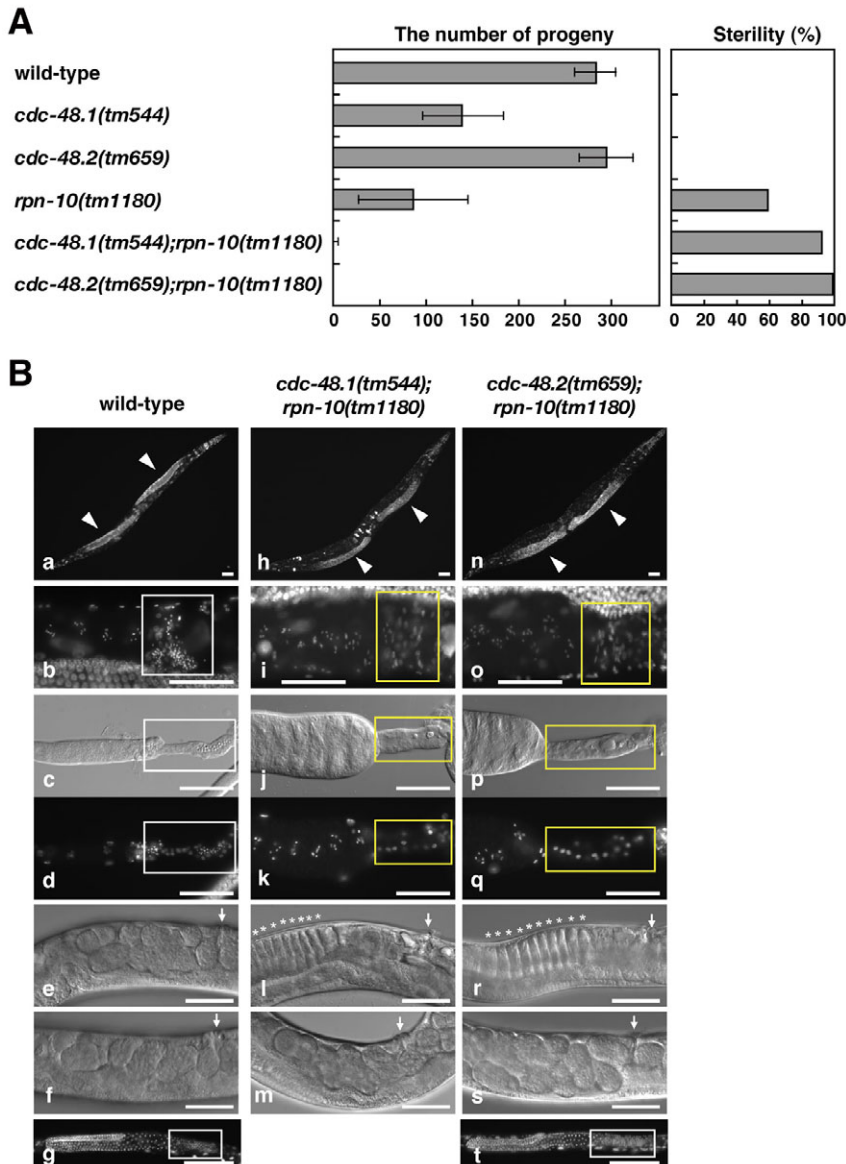 A
The number of progeny
Sterility (%)
wild-type
cdc-48.1(tm544)
cdc-48.2(tm659)
rpn-10(tm1180)
cdc-48.1(tm544);rpn-10(tm1180)
cdc-48.2(tm659);rpn-10(tm1180)
0 50 100 150 200 250 300
0 20 40 60 80 100
B
wild-type
cdc-48.1(tm544);
rpn-10(tm1180)
cdc-48.2(tm659);
rpn-10(tm1180)
a h n
b i o
c j p
d k q
e l r
f m s
g t